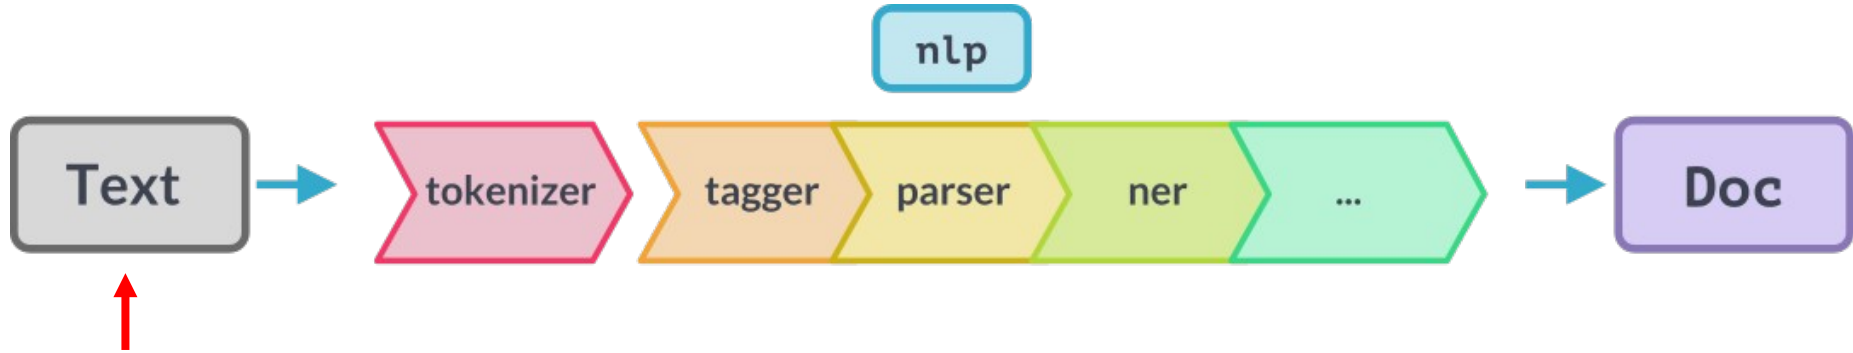 nlp
Text
tokenizer
tagger
parser
ner
...
Doc